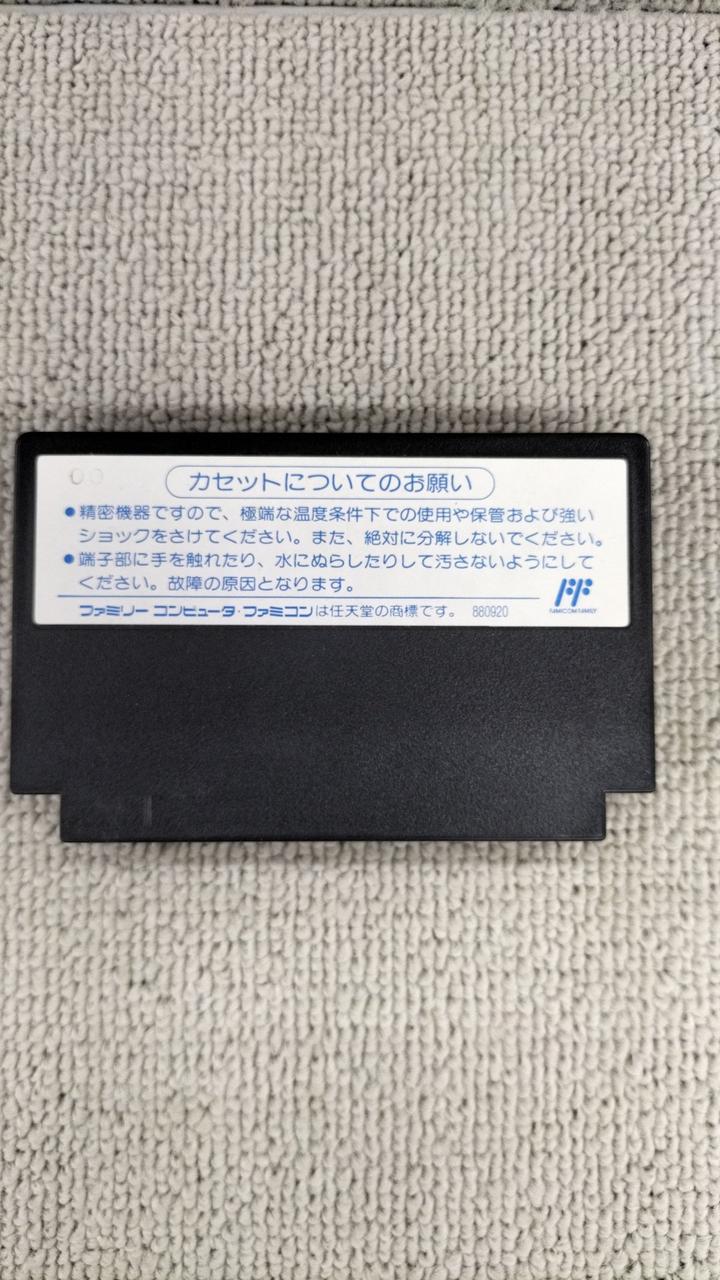 00
カセットについてのお願い
●精密機器ですので、極端な温度条件下での使用や保管および強い
ショックをさけてください。また、絶対に分解しないでください。
●端子部に手を触れたり、水にぬらしたりして汚さないようにして
ください。故障の原因となります。
FF
FAMICOM FAMILY
ファミリー コンピュータ・ファミコンは任天堂の商標です。 880920